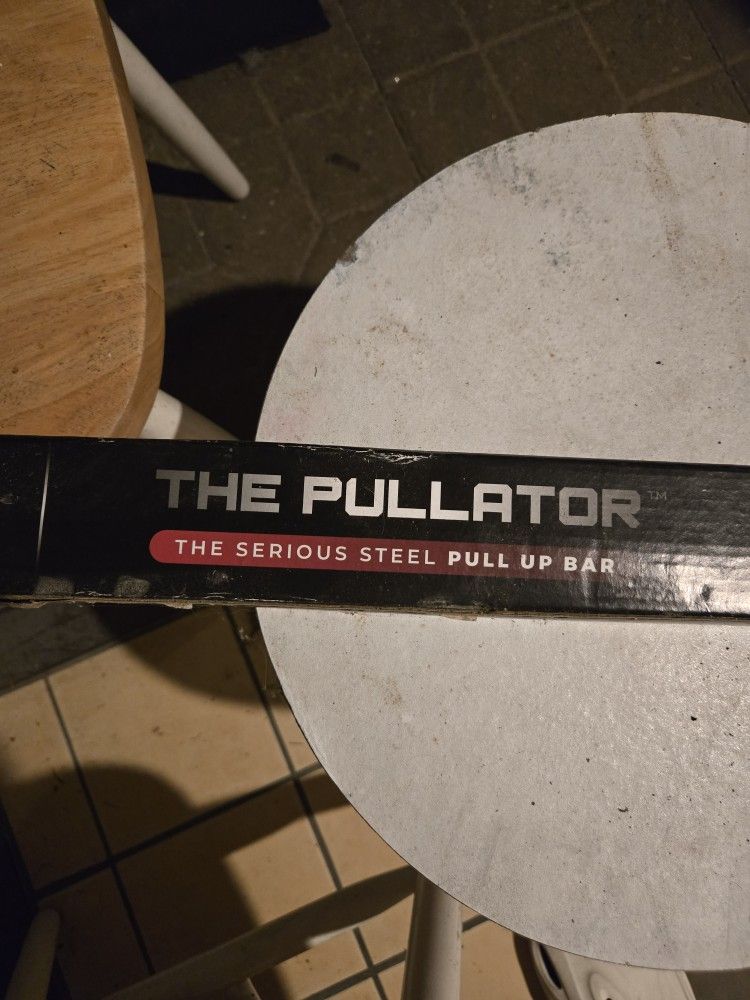 THE PULLATOR™
THE SERIOUS STEEL PULL UP BAR